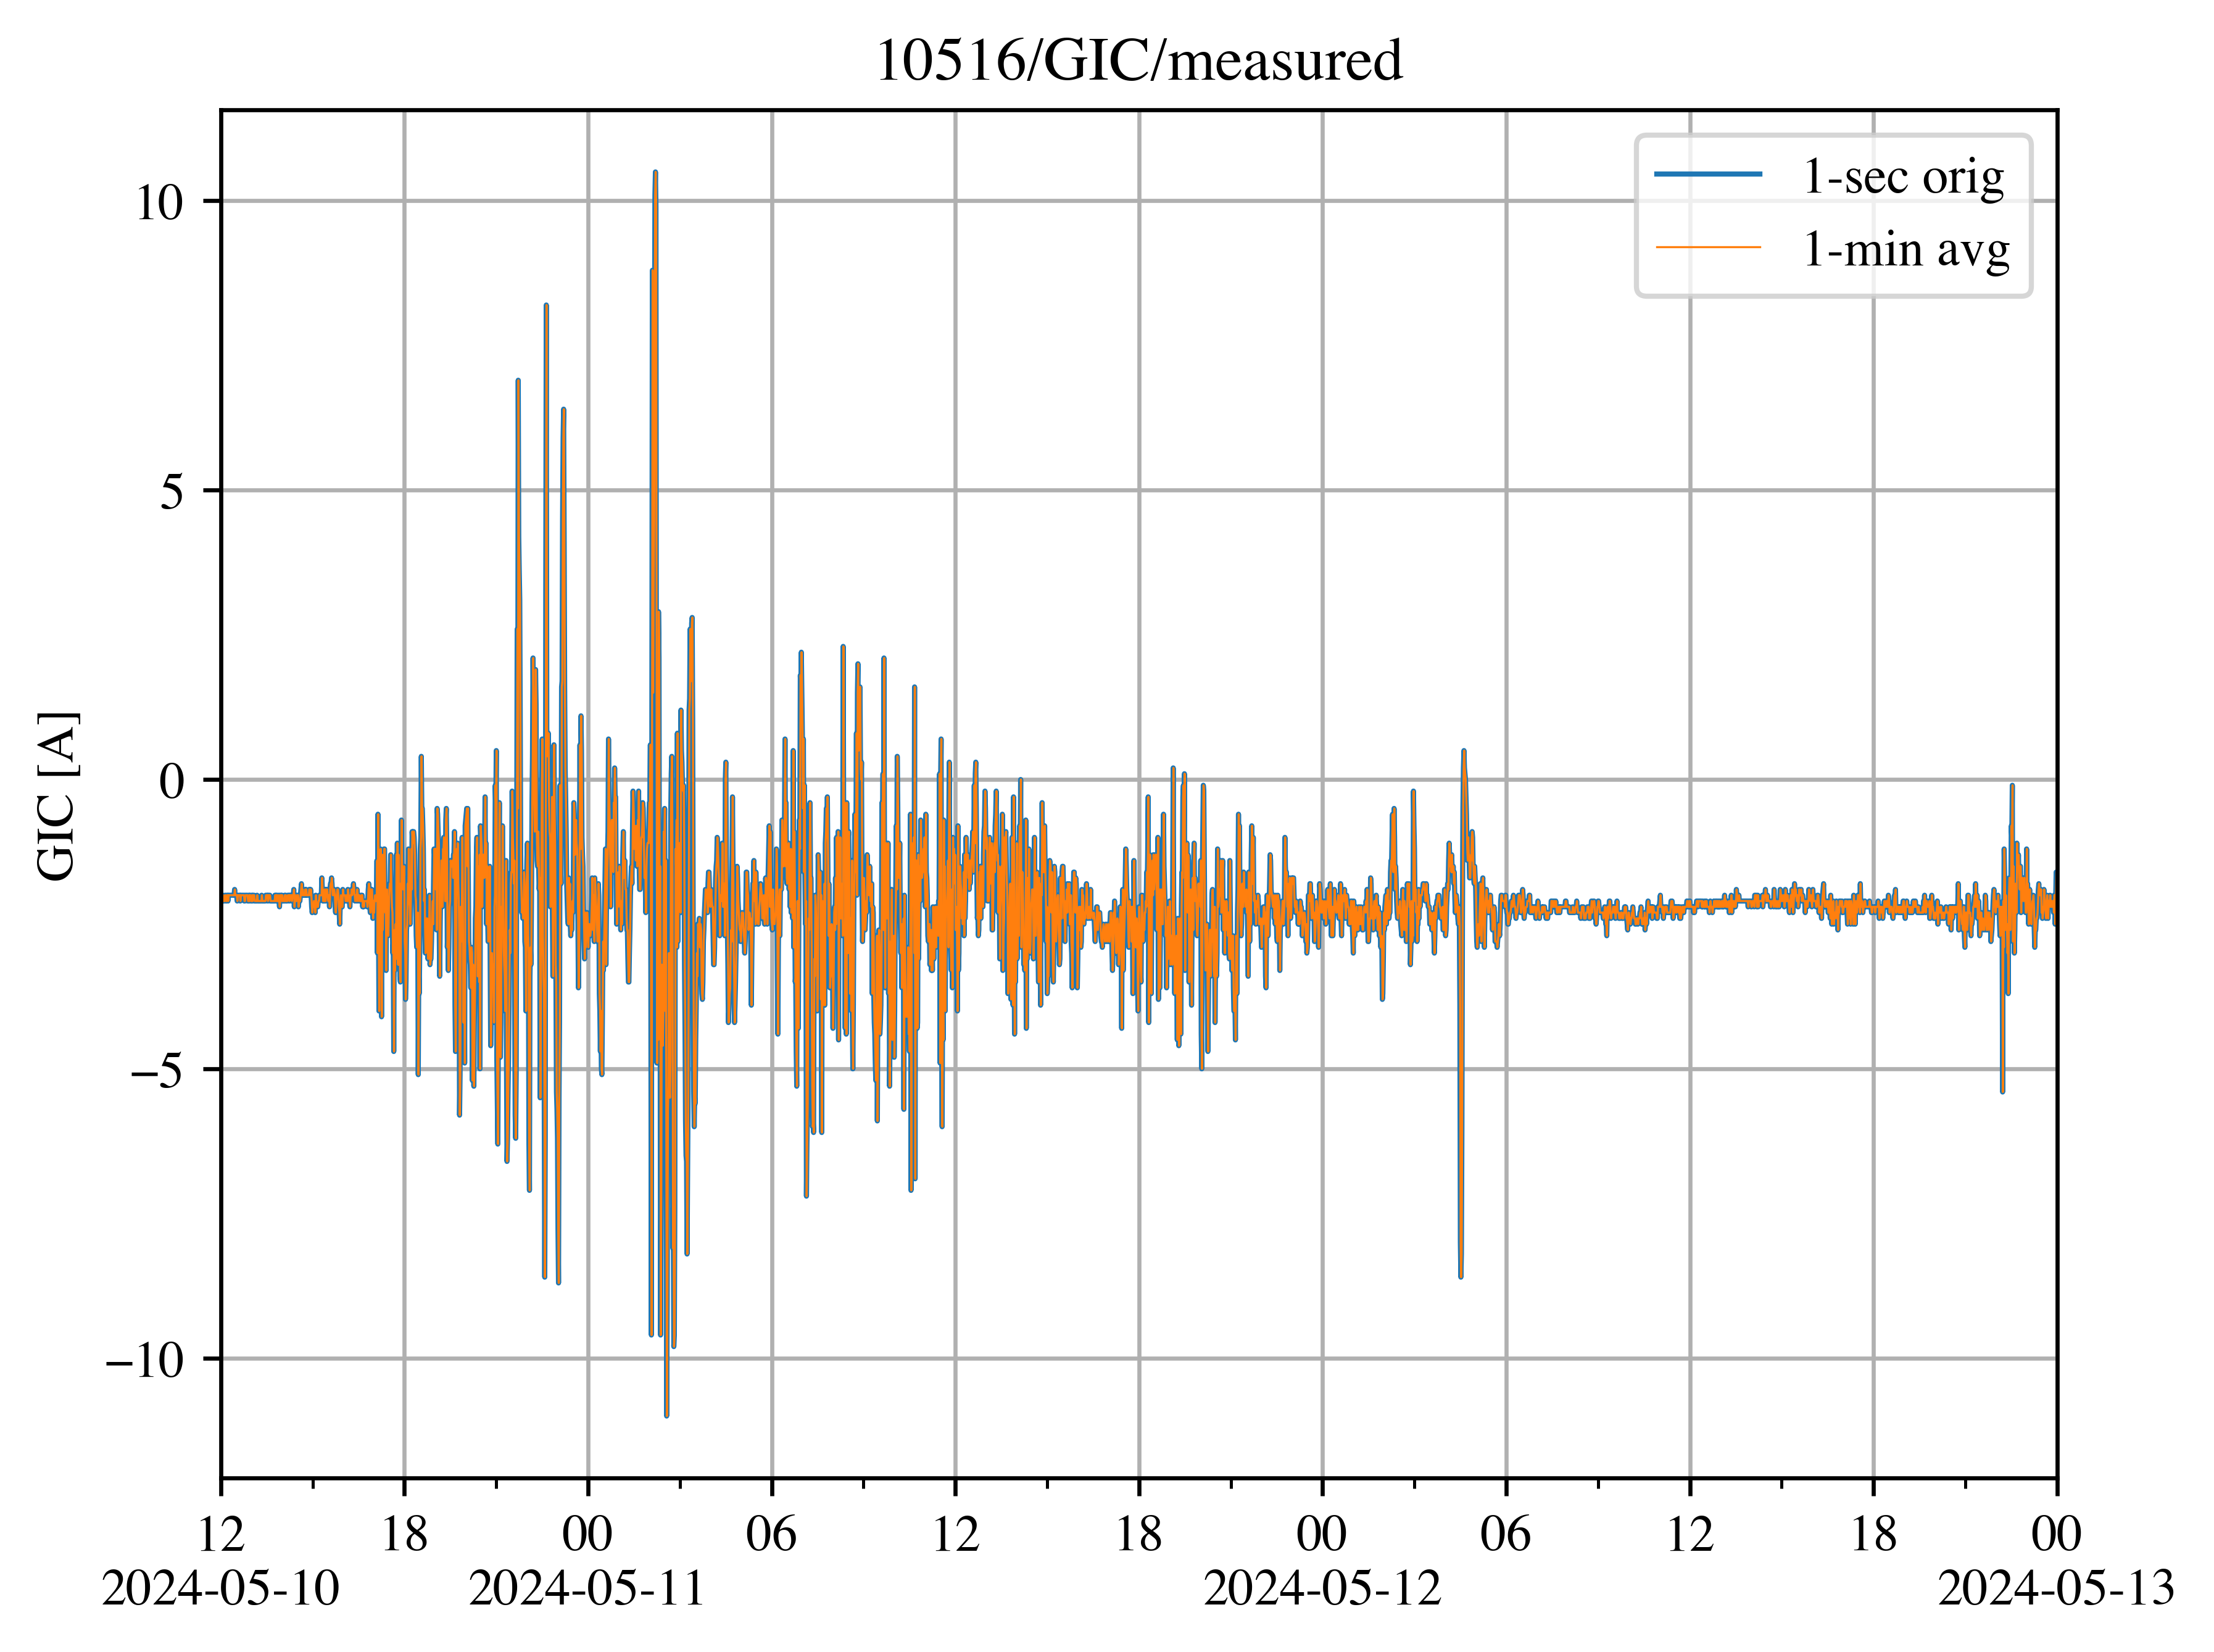 10516/GIC/measured
1-sec orig
1-min avg
GIC [A]
10
5
0
−5
−10
12 18 00 06 12 18 00 06 12 18 00
2024-05-10 2024-05-11 2024-05-12 2024-05-13